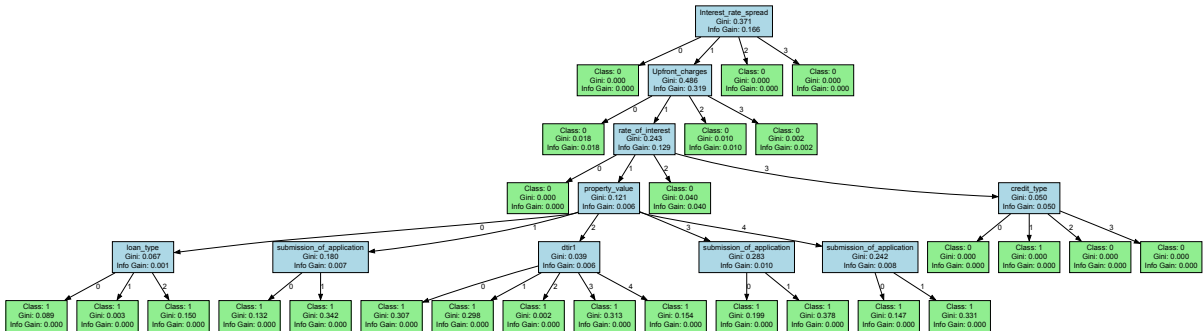 Interest_rate_spread
Gini: 0.371
Info Gain: 0.166
0
1
2
3
Class: 0
Gini: 0.000
Info Gain: 0.000
Upfront_charges
Gini: 0.486
Info Gain: 0.319
Class: 0
Gini: 0.000
Info Gain: 0.000
Class: 0
Gini: 0.000
Info Gain: 0.000
0
1
2
3
Class: 0
Gini: 0.018
Info Gain: 0.018
rate_of_interest
Gini: 0.243
Info Gain: 0.129
Class: 0
Gini: 0.010
Info Gain: 0.010
Class: 0
Gini: 0.002
Info Gain: 0.002
0
1
2
3
Class: 0
Gini: 0.000
Info Gain: 0.000
property_value
Gini: 0.121
Info Gain: 0.006
Class: 0
Gini: 0.040
Info Gain: 0.040
credit_type
Gini: 0.050
Info Gain: 0.050
0
1
2
3
4
0
1
2
3
loan_type
Gini: 0.067
Info Gain: 0.001
submission_of_application
Gini: 0.180
Info Gain: 0.007
dtir1
Gini: 0.039
Info Gain: 0.006
submission_of_application
Gini: 0.283
Info Gain: 0.010
submission_of_application
Gini: 0.242
Info Gain: 0.008
Class: 0
Gini: 0.000
Info Gain: 0.000
Class: 1
Gini: 0.000
Info Gain: 0.000
Class: 0
Gini: 0.000
Info Gain: 0.000
Class: 0
Gini: 0.000
Info Gain: 0.000
0
1
2
0
1
0
1
2
3
4
0
1
0
1
Class: 1
Gini: 0.089
Info Gain: 0.000
Class: 1
Gini: 0.003
Info Gain: 0.000
Class: 1
Gini: 0.150
Info Gain: 0.000
Class: 1
Gini: 0.132
Info Gain: 0.000
Class: 1
Gini: 0.342
Info Gain: 0.000
Class: 1
Gini: 0.307
Info Gain: 0.000
Class: 1
Gini: 0.298
Info Gain: 0.000
Class: 1
Gini: 0.002
Info Gain: 0.000
Class: 1
Gini: 0.313
Info Gain: 0.000
Class: 1
Gini: 0.154
Info Gain: 0.000
Class: 1
Gini: 0.199
Info Gain: 0.000
Class: 1
Gini: 0.378
Info Gain: 0.000
Class: 1
Gini: 0.147
Info Gain: 0.000
Class: 1
Gini: 0.331
Info Gain: 0.000